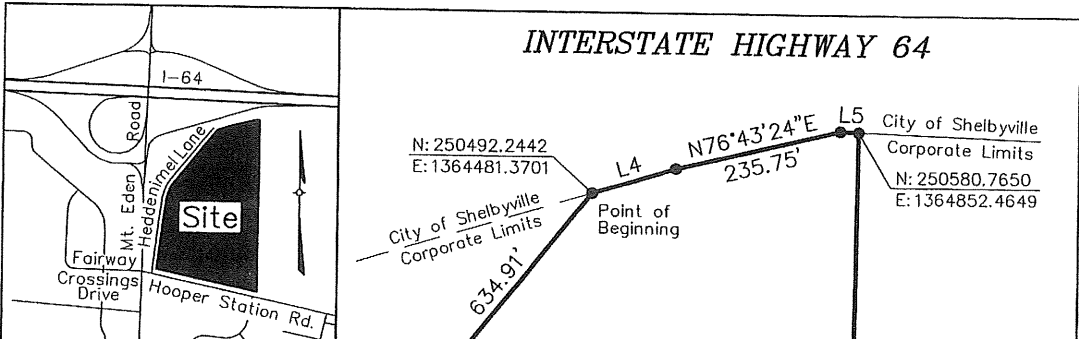 I-64
Road
Mt. Eden
Heddenimel Lane
Site
Fairway
Crossings
Drive
Hooper Station Rd.
INTERSTATE HIGHWAY 64
N: 250492.2442
E: 1364481.3701
L4
N76°43'24"E
235.75'
L5
City of Shelbyville
Corporate Limits
N: 250580.7650
E: 1364852.4649
City of Shelbyville
Corporate Limits
Point of
Beginning
634.91'